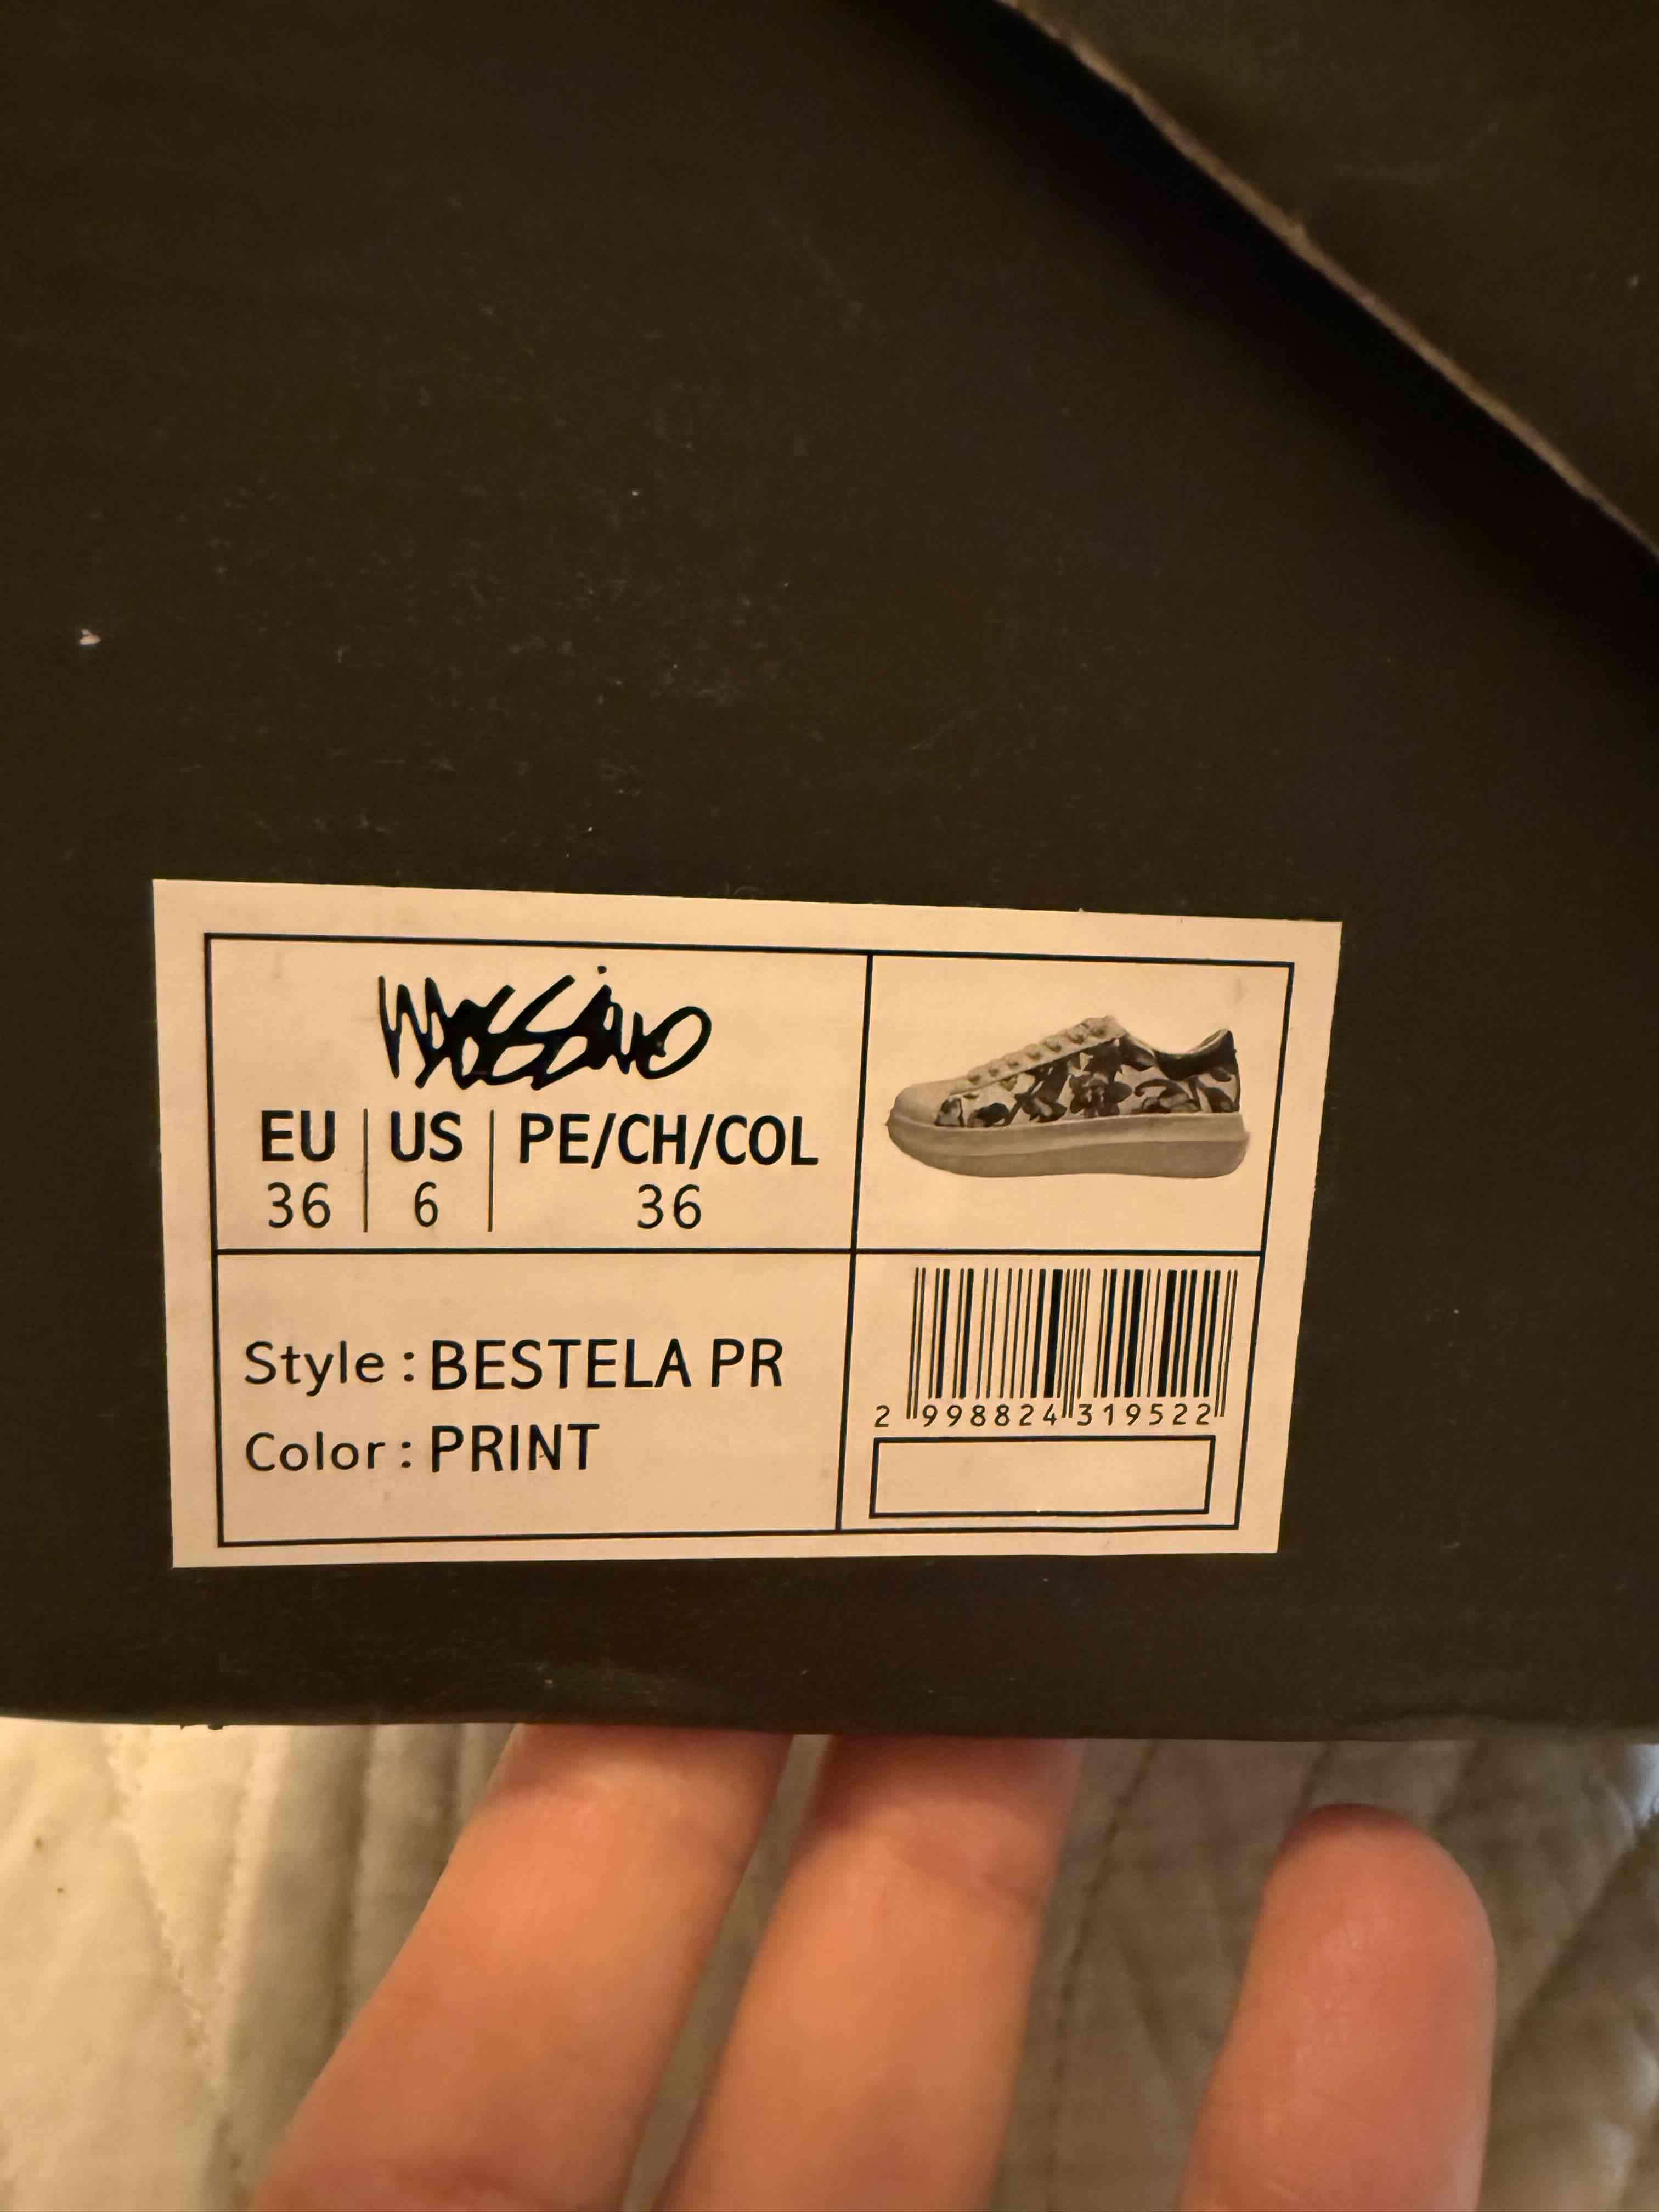 Mossimo
EU | US | PE/CH/COL
36 | 6 | 36
Style : BESTELA PR
Color : PRINT
2 998824 319522